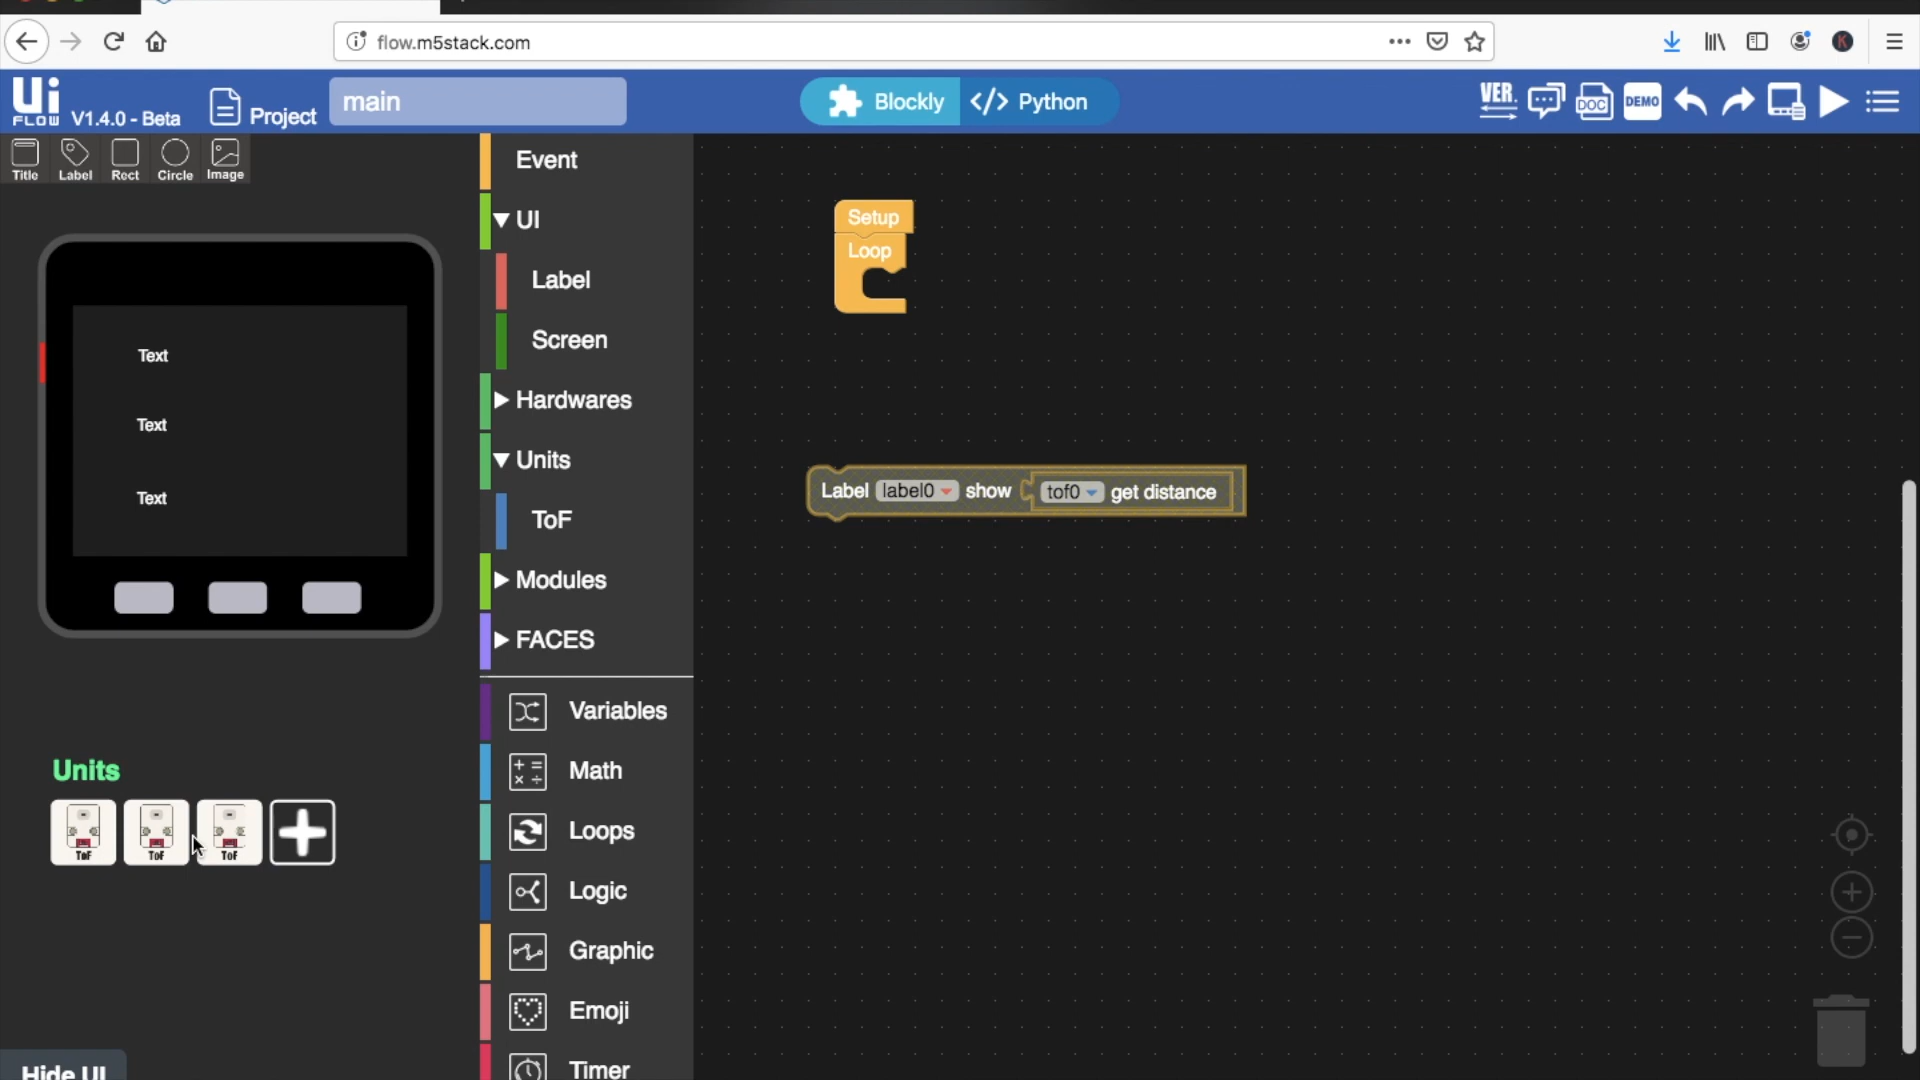 flow.m5stack.com
Ui
FLOW
V1.4.0 - Beta
Project
main
Blockly
</> Python
VER.
DOC
DEMO
Title
Label
Rect
Circle
Image
Text
Text
Text
Units
ToF
ToF
ToF
Hide UI
Event
UI
Label
Screen
Hardwares
Units
ToF
Modules
FACES
Variables
Math
Loops
Logic
Graphic
Emoji
Timer
Setup
Loop
Label label0 show tof0 get distance
K